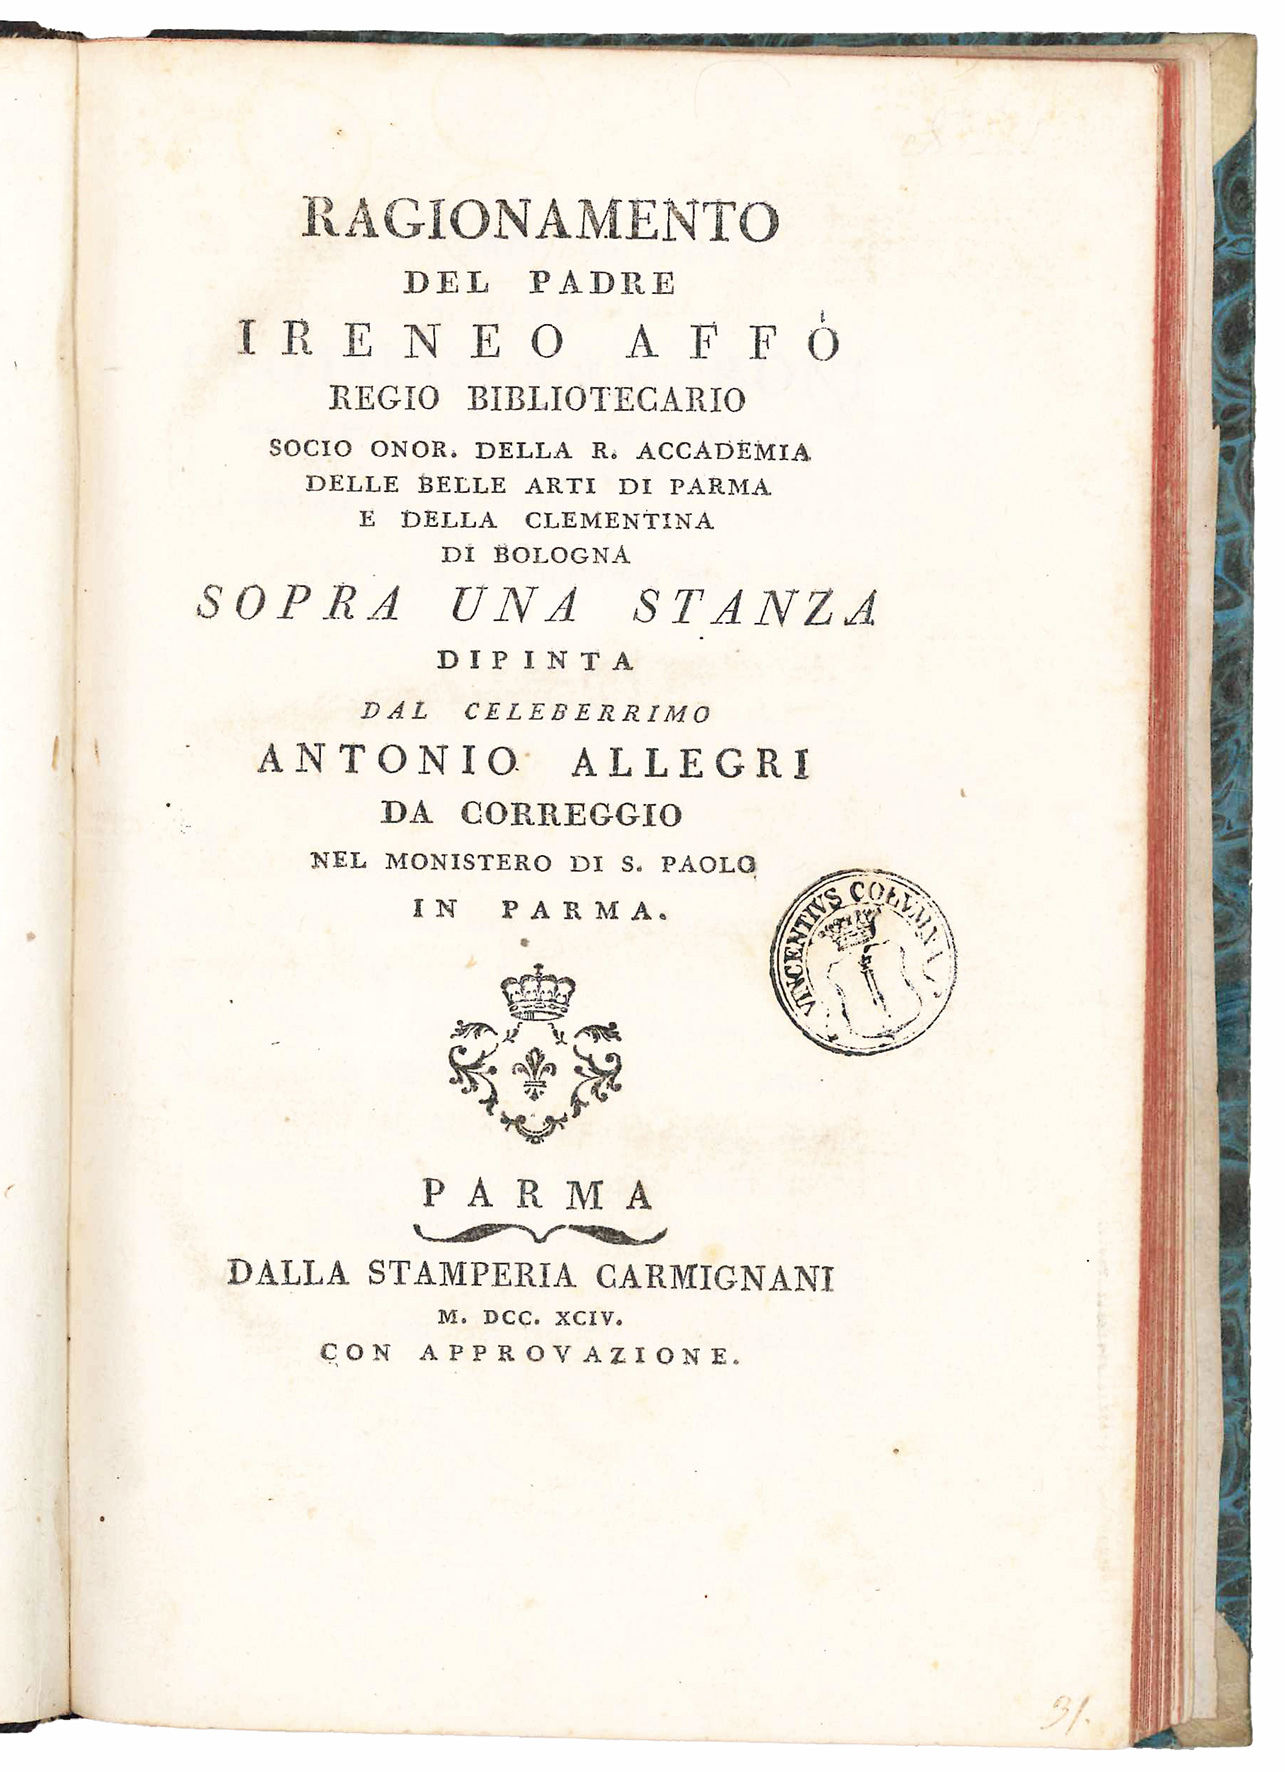 RAGIONAMENTO
DEL PADRE
IRENEO AFFÒ
REGIO BIBLIOTECARIO
SOCIO ONOR. DELLA R. ACCADEMIA
DELLE BELLE ARTI DI PARMA
E DELLA CLEMENTINA
DI BOLOGNA
SOPRA UNA STANZA
DIPINTA
DAL CELEBERRIMO
ANTONIO ALLEGRI
DA CORREGGIO
NEL MONISTERO DI S. PAOLO
IN PARMA.
VINCENTIVS COLVMNA
PARMA
DALLA STAMPERIA CARMIGNANI
M. DCC. XCIV.
CON APPROVAZIONE.
31.